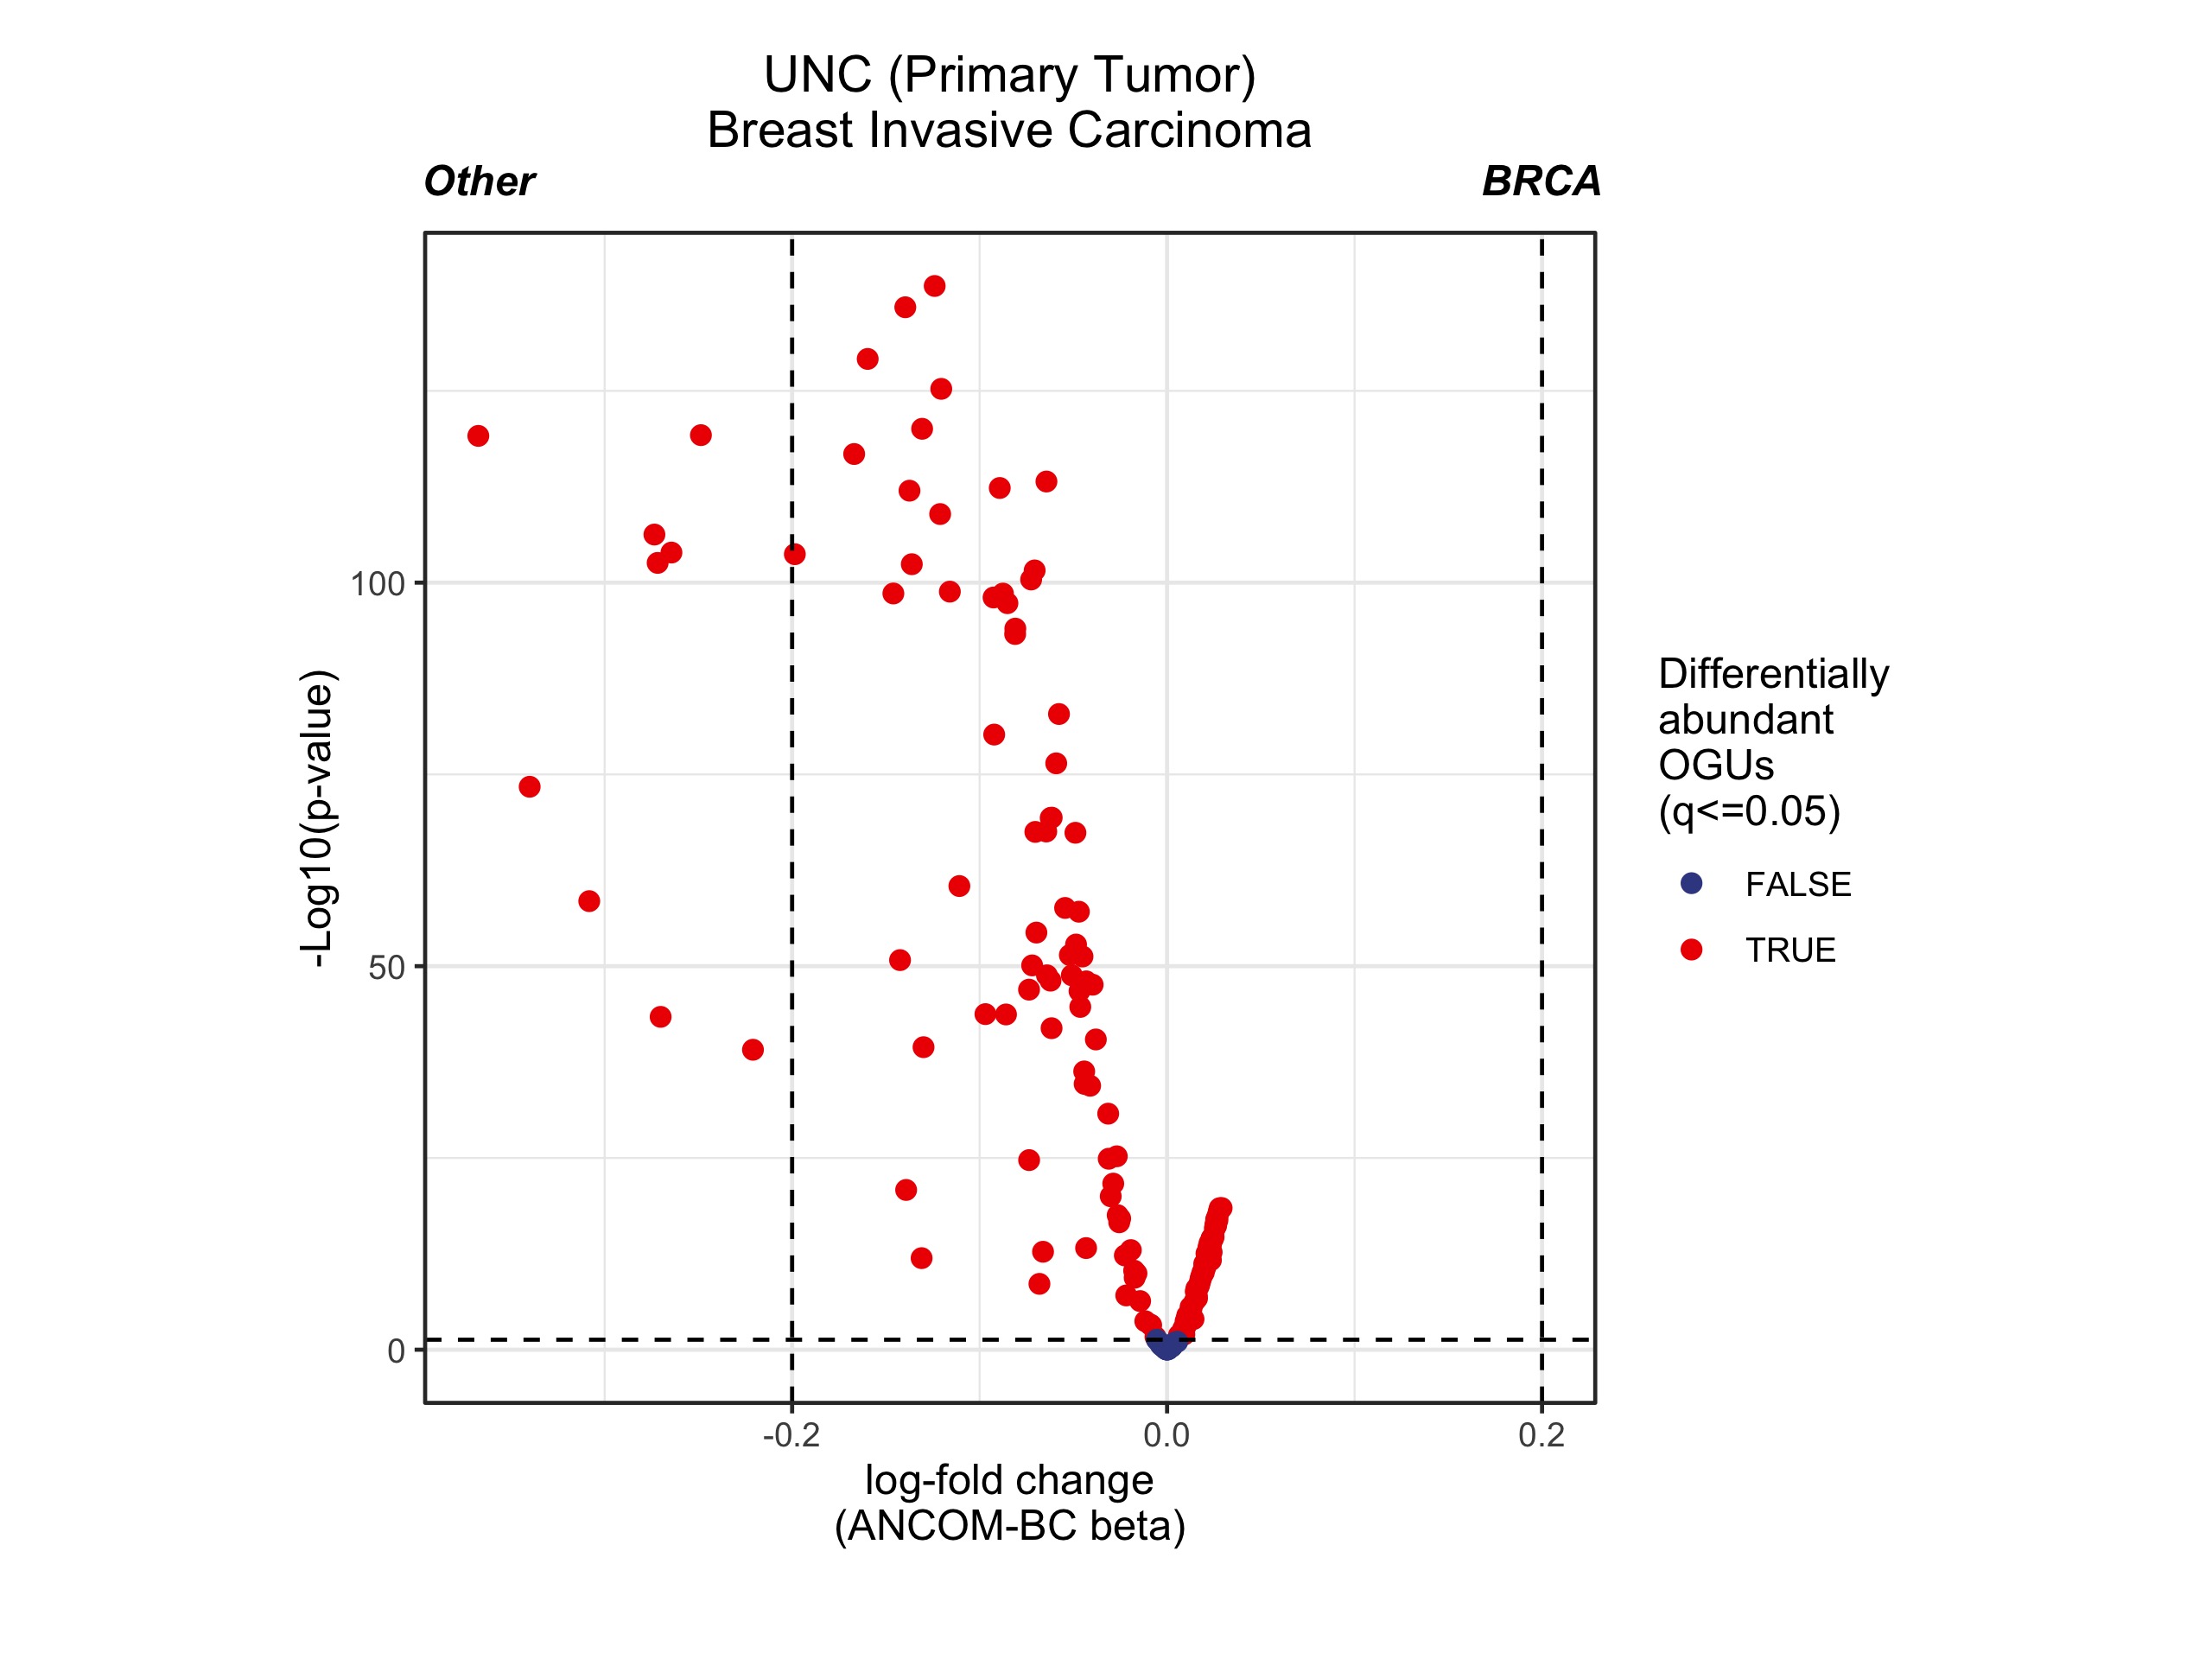 UNC (Primary Tumor)
Breast Invasive Carcinoma
Other
BRCA
-Log10(p-value)
100
50
0
-0.2
0.0
0.2
log-fold change
(ANCOM-BC beta)
Differentially
abundant
OGUs
(q<=0.05)
FALSE
TRUE